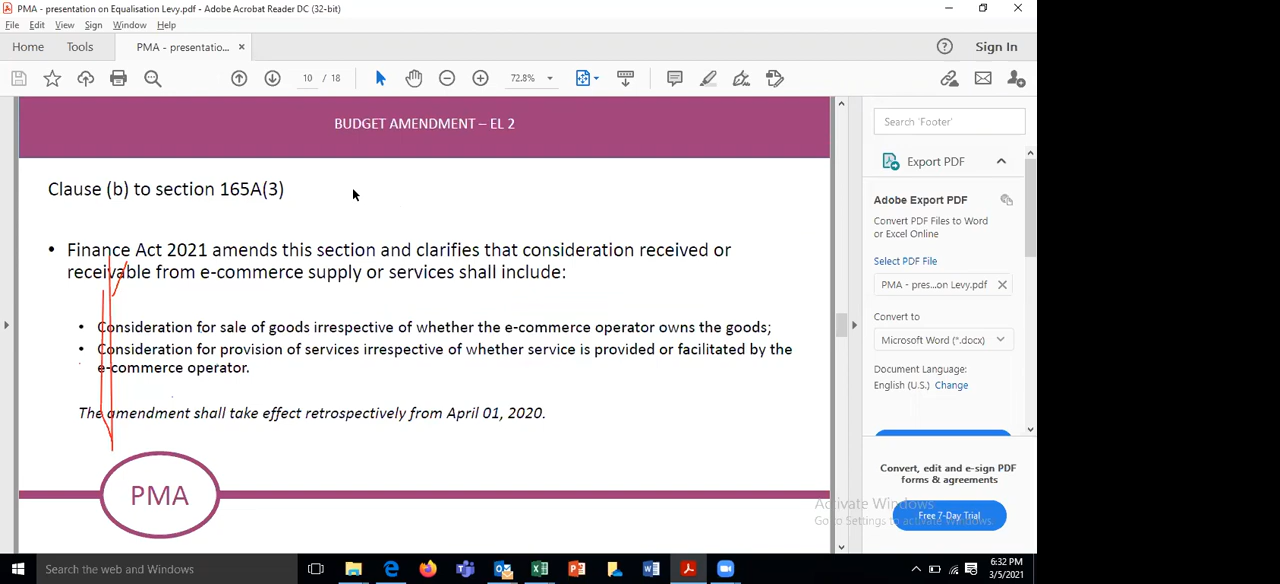 PMA - presentation on Equalisation Levy.pdf - Adobe Acrobat Reader DC (32-bit)
File Edit View Sign Window Help
Home Tools PMA - presentatio... × Sign In
10 / 18 72.8%
BUDGET AMENDMENT – EL 2
Clause (b) to section 165A(3)
• Finance Act 2021 amends this section and clarifies that consideration received or
receivable from e-commerce supply or services shall include:
• Consideration for sale of goods irrespective of whether the e-commerce operator owns the goods;
• Consideration for provision of services irrespective of whether service is provided or facilitated by the
e-commerce operator.
The amendment shall take effect retrospectively from April 01, 2020.
PMA
Search 'Footer'
Export PDF
Adobe Export PDF
Convert PDF Files to Word
or Excel Online
Select PDF File
PMA - pres...on Levy.pdf
Convert to
Microsoft Word (*.docx)
Document Language:
English (U.S.) Change
Convert, edit and e-sign PDF
forms & agreements
Free 7-Day Trial
Activate Windows
Go to Settings to activate Windows.
Search the web and Windows
6:32 PM
3/5/2021